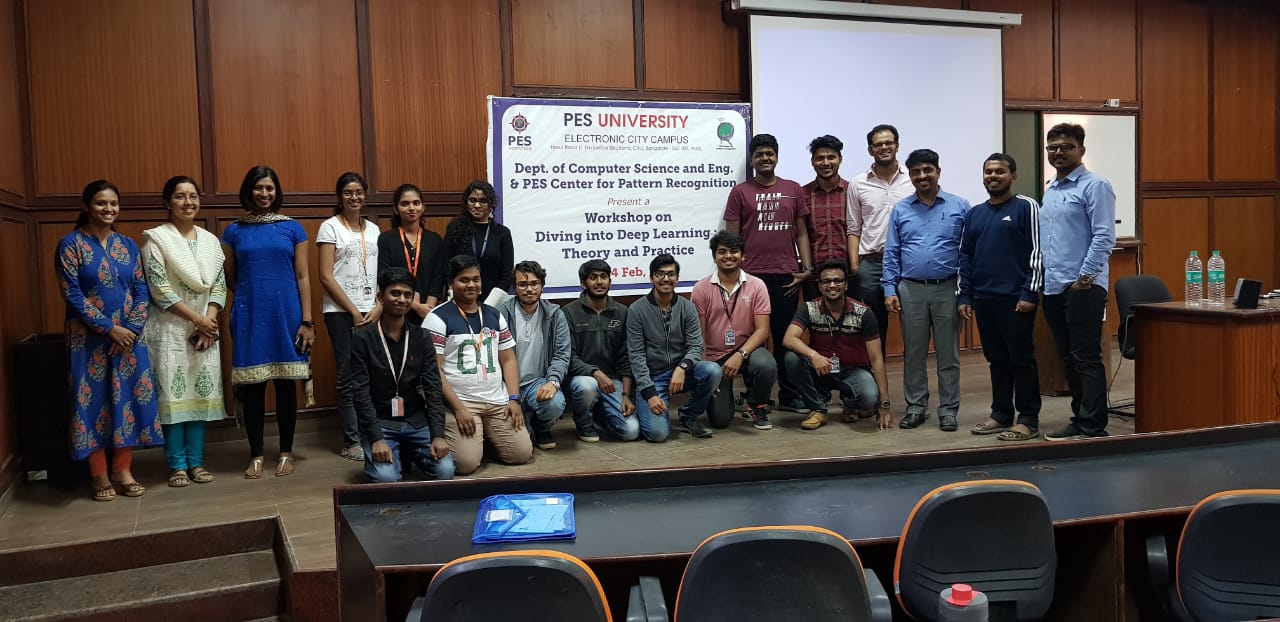 PES UNIVERSITY
ELECTRONIC CITY CAMPUS
PES
Dept. of Computer Science and Eng.
& PES Center for Pattern Recognition
Present a
Workshop on
Diving into Deep Learning
Theory and Practice
4 Feb,
01